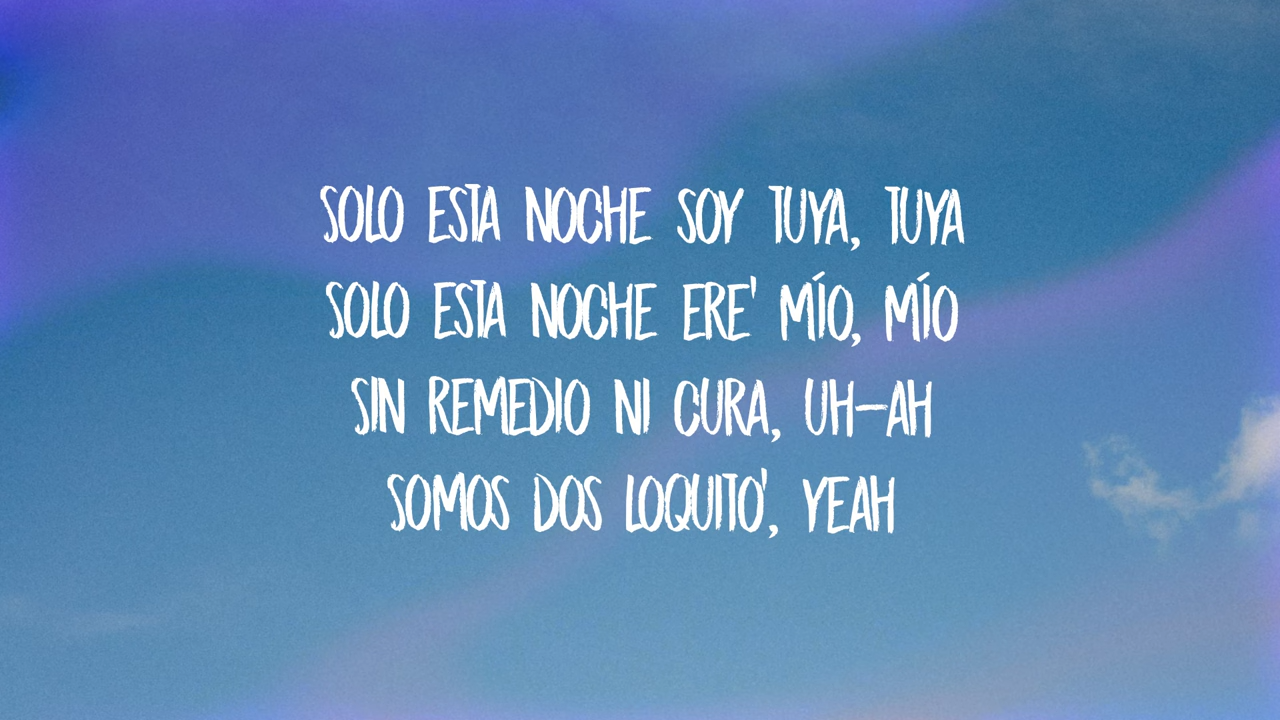 SOLO ESTA NOCHE SOY TUYA, TUYA
SOLO ESTA NOCHE ERE' MÍO, MÍO
SIN REMEDIO NI CURA, UH-AH
SOMOS DOS LOQUITO', YEAH